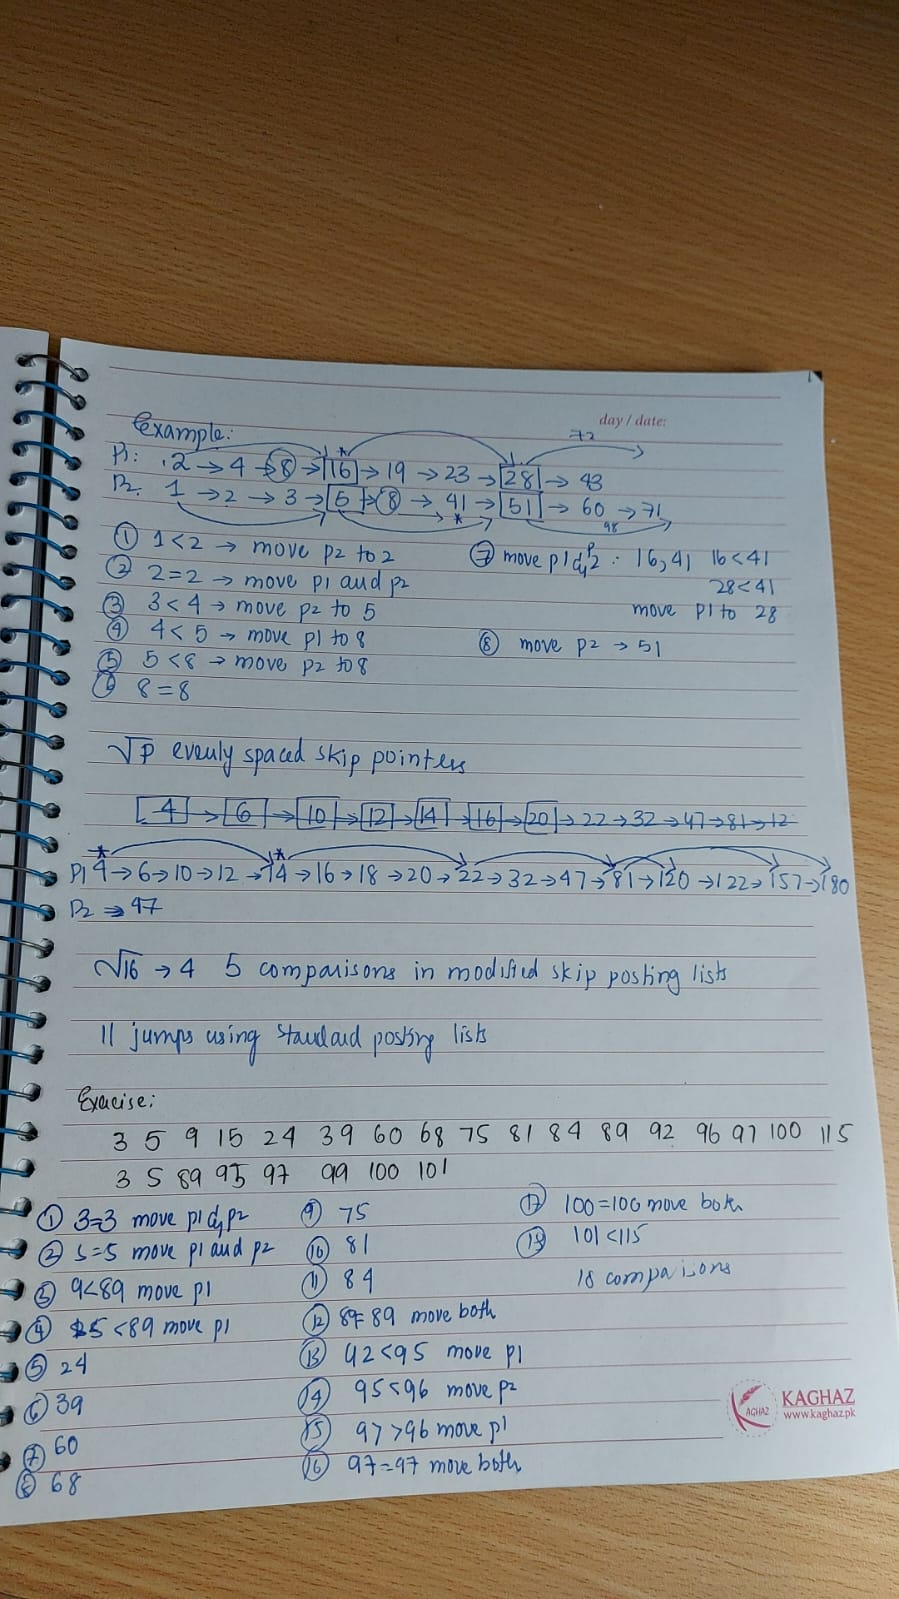 day / date:
Example:
72
P1: 2 → 4 → 8 → 16 → 19 → 23 → 28 → 43
P2. 1 → 2 → 3 → 5 → 8 → 41 → 51 → 60 → 71
98
① 1 < 2 → move p2 to 2
② 2 = 2 → move p1 and p2
③ 3 < 4 → move p2 to 5
④ 4 < 5 → move p1 to 8
⑤ 5 < 8 → move p2 to 8
⑥ 8 = 8
⑦ move p1 & p2 : 16, 41 16 < 41
28 < 41
move p1 to 28
⑧ move p2 → 51
√P evenly spaced skip pointers
4 → 6 → 10 → 12 → 14 → 16 → 20 → 22 → 32 → 47 → 81 → 12
P1 4 → 6 → 10 → 12 → 14 → 16 → 18 → 20 → 22 → 32 → 47 → 81 → 120 → 122 → 157 → 180
P2 ⇒ 47
√16 → 4 5 comparisons in modified skip posting lists
11 jumps using standard posting lists
Exercise:
3 5 9 15 24 39 60 68 75 81 84 89 92 96 97 100 115
3 5 89 95 97 99 100 101
① 3=3 move p1 & p2
② 5=5 move p1 and p2
③ 9<89 move p1
④ 15 <89 move p1
⑤ 24
⑥ 39
⑦ 60
⑧ 68
⑨ 75
⑩ 81
⑪ 84
⑫ 89=89 move both
⑬ 92<95 move p1
⑭ 95<96 move p2
⑮ 97>96 move p1
⑯ 97=97 move both
⑰ 100=100 move both
⑱ 101<115
18 comparisons
KAGHAZ
www.kaghaz.pk